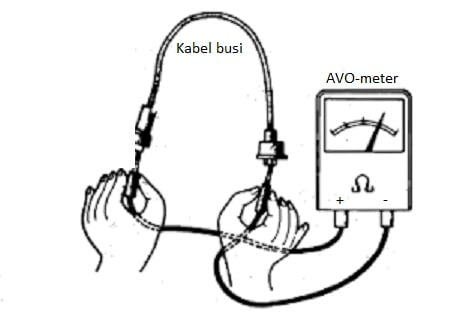 Kabel busi
AVO-meter
Ω
+ -